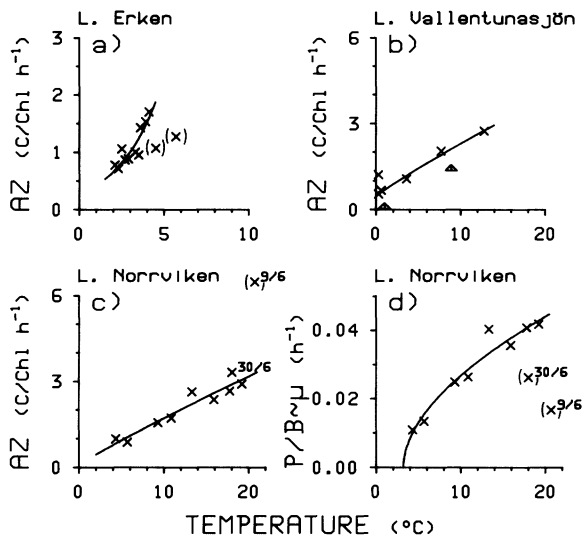 L. Erken
L. Vallentunasjön
a)
b)
AZ (C/Chl h⁻¹)
3
2
1
0
(x)
(x)
0 5 10
AZ (C/Chl h⁻¹)
6
3
0
0 10 20
L. Norrviken
L. Norrviken
c)
(x) 9/6
d)
AZ (C/Chl h⁻¹)
6
3
0
30/6
0 10 20
P/B~μ (h⁻¹)
0.04
0.02
0.00
(x) 30/6
(x) 9/6
0 10 20
TEMPERATURE (°C)